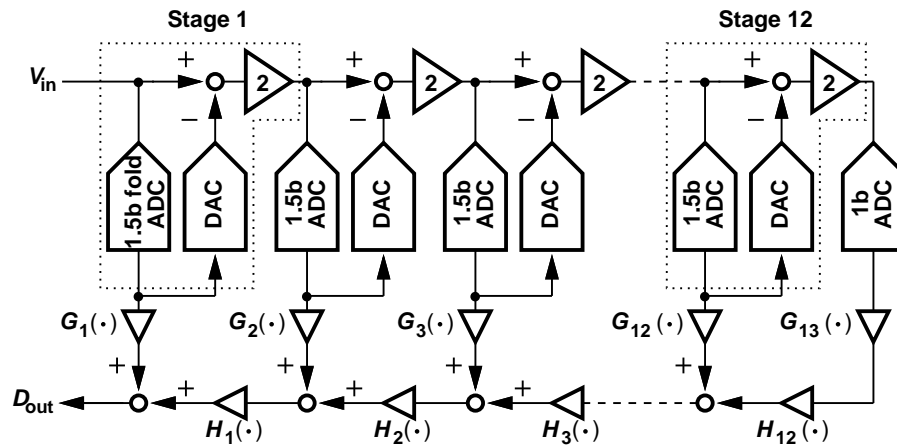 Stage 1
Stage 12
V_in
+
2
+
2
+
2
+
2
−
−
−
−
1.5b fold ADC
DAC
1.5b ADC
DAC
1.5b ADC
DAC
1.5b ADC
DAC
1b ADC
G_1(·)
G_2(·)
G_3(·)
G_12(·)
G_13(·)
+
+
+
+
D_out
+
+
+
H_1(·)
H_2(·)
H_3(·)
H_12(·)